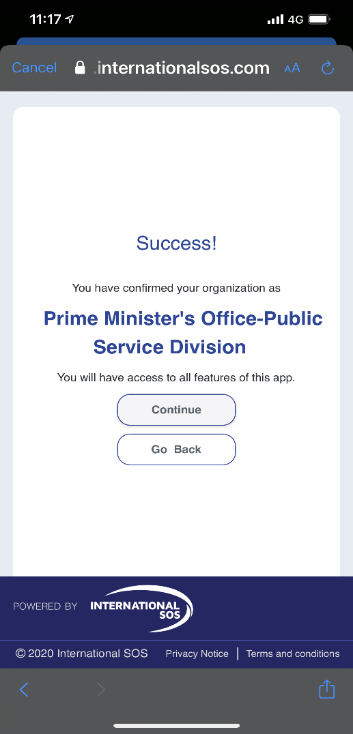 11:17 4G
Cancel .internationalsos.com AA
Success!
You have confirmed your organization as
Prime Minister's Office-Public
Service Division
You will have access to all features of this app.
Continue
Go Back
POWERED BY INTERNATIONAL
SOS
© 2020 International SOS Privacy Notice | Terms and conditions